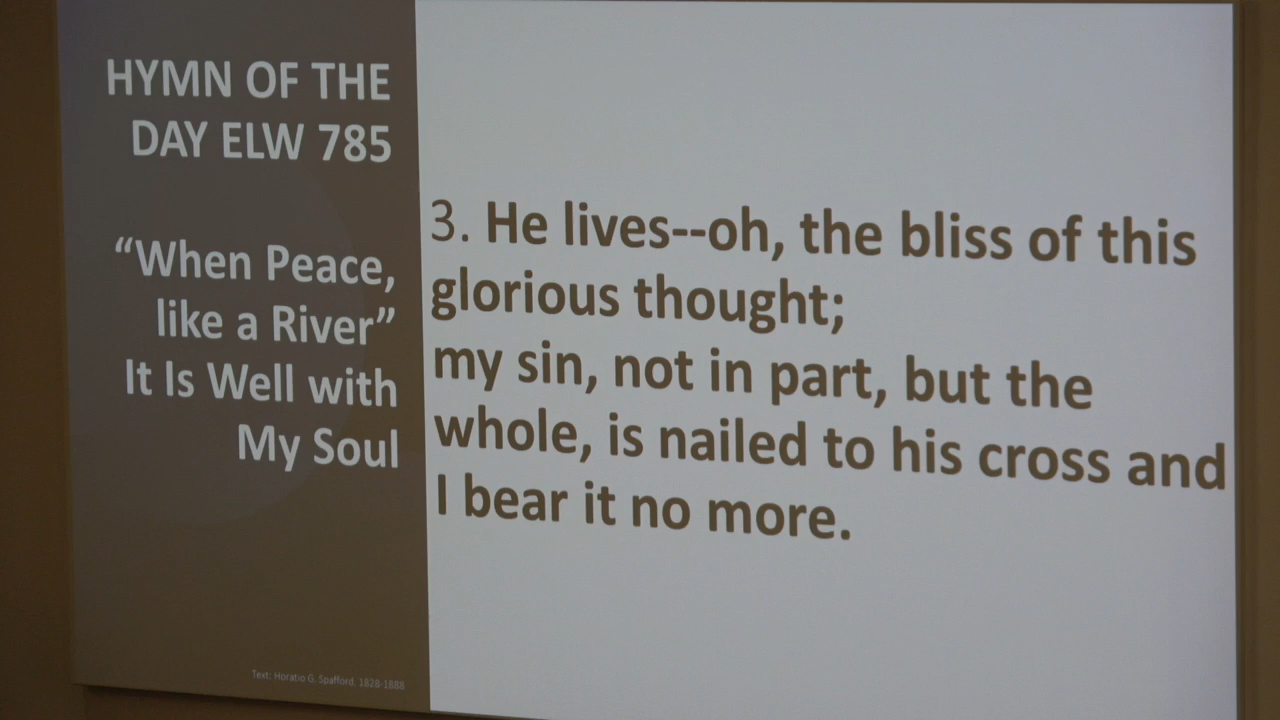 HYMN OF THE
DAY ELW 785
“When Peace,
like a River”
It Is Well with
My Soul
Text: Horatio G. Spafford, 1828-1888
3. He lives--oh, the bliss of this
glorious thought;
my sin, not in part, but the
whole, is nailed to his cross and
I bear it no more.